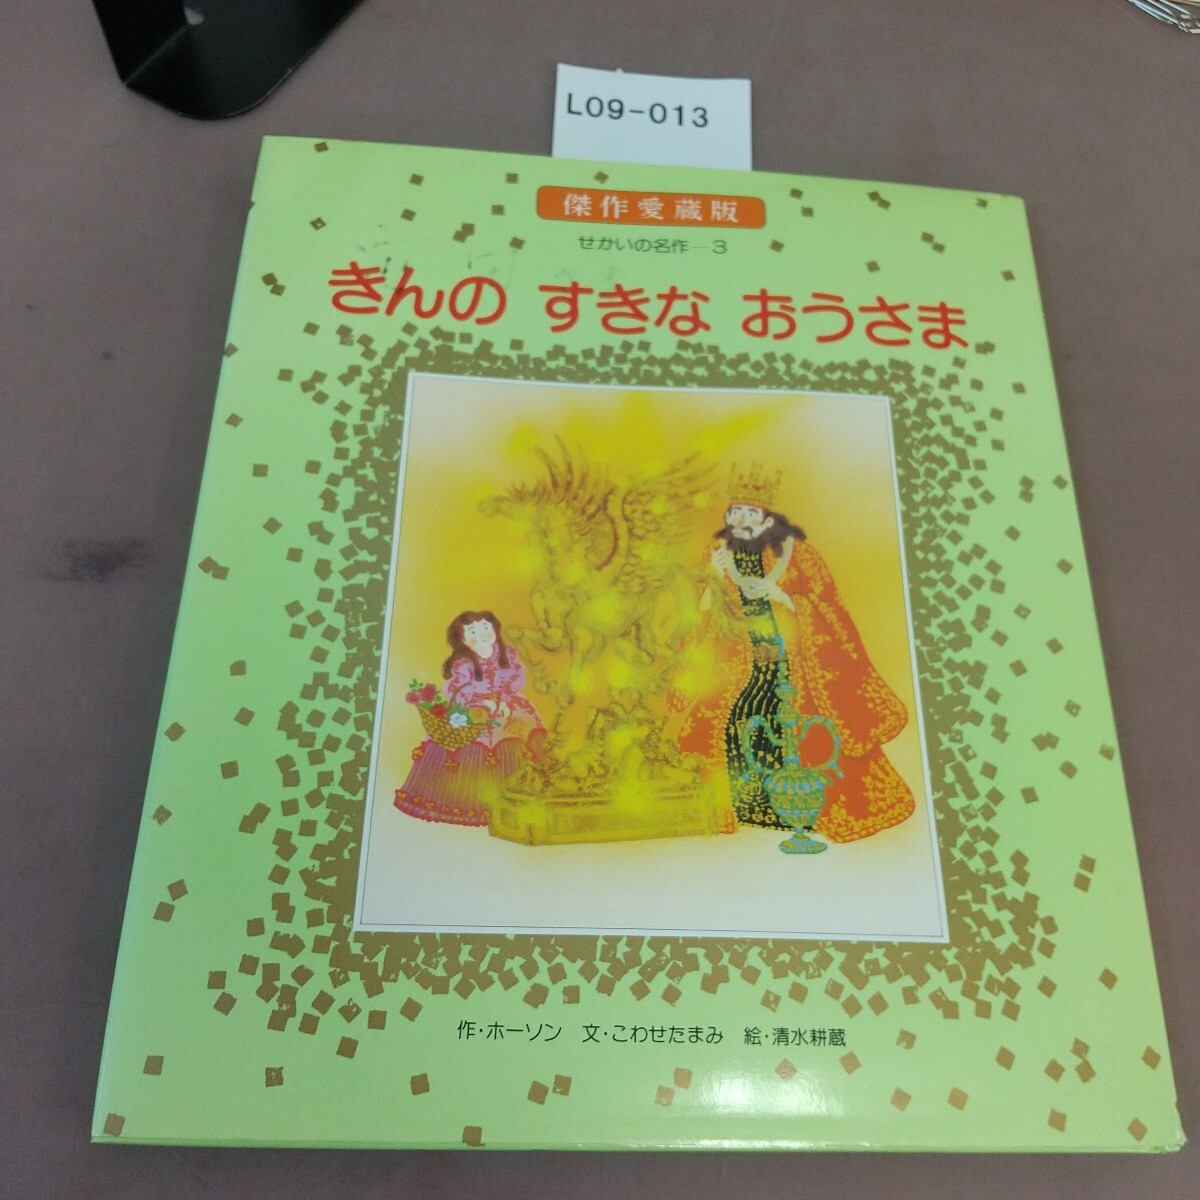 L09-013
傑作愛蔵版
せかいの名作－3
きんの すきな おうさま
作・ホーソン 文・こわせたまみ 絵・清水耕蔵